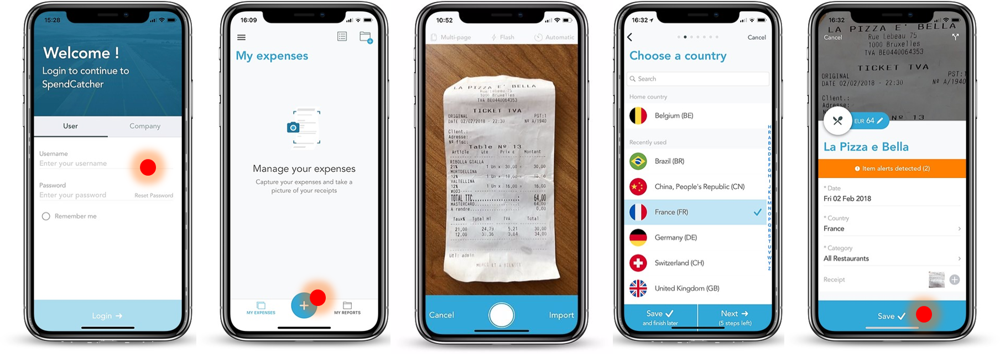 15:28
Welcome !
Login to continue to
SpendCatcher
User
Company
Username
Enter your username
Password
Enter your password
Reset Password
Remember me
Login →
16:09
My expenses
Manage your expenses
Capture your expenses and take a
picture of your receipts
MY EXPENSES
+
MY REPORTS
10:52
Multi-page
Flash
Automatic
LA PIZZA E' BELLA
Rue Lebeau 75
1000 Bruxelles
TVA BE0440064353
TICKET TVA
ORIGINAL PST:1
DATE 02/02/2018 - 22:30 Nº A/1940
Client.:
Adresse:
Nº fisc:
Table Nº 13
Article Qte Prix € Montant
RIBOLLA GIALLA
21% 1 Un x 30,00 = 30,00
MORTDELLINA
12% 1 Un x 18,00 = 18,00
VALTELLINA
12% 1 Un x 16,00 = 16,00
#003
TOTAL TTC..............: 64,00
MASTERCARD.............: 64,00
A rendre...............: 0,00
Taux% Total HT TVA Total
21,00 24,79 5,21 30,00
12,00 30,36 3,64 34,00
Util: admin
MERCI ET A BIENTOT
Cancel
Import
16:32
Cancel
Choose a country
Search
Home country
Belgium (BE)
Recently used
Brazil (BR)
China, People's Republic (CN)
France (FR)
Germany (DE)
Switzerland (CH)
United Kingdom (GB)
H
R
A
B
C
D
E
F
G
H
I
J
K
L
M
N
O
P
Q
R
S
T
U
V
W
Y
Z
Save ✓
and finish later
Next →
(5 steps left)
16:32
LA PIZZA E' BELLA
Cancel
Rue Lebeau 75
1000 Bruxelles
TVA BE0440064353
TICKET TVA
ORIGINAL PST:1
DATE 02/02/2018 - 22:30 Nº A/1940
Client.:
Adresse:
Nº 13
EUR 64
La Pizza e Bella
Item alerts detected (2)
* Date
Fri 02 Feb 2018
* Country
France
* Category
All Restaurants
Receipt
Save ✓